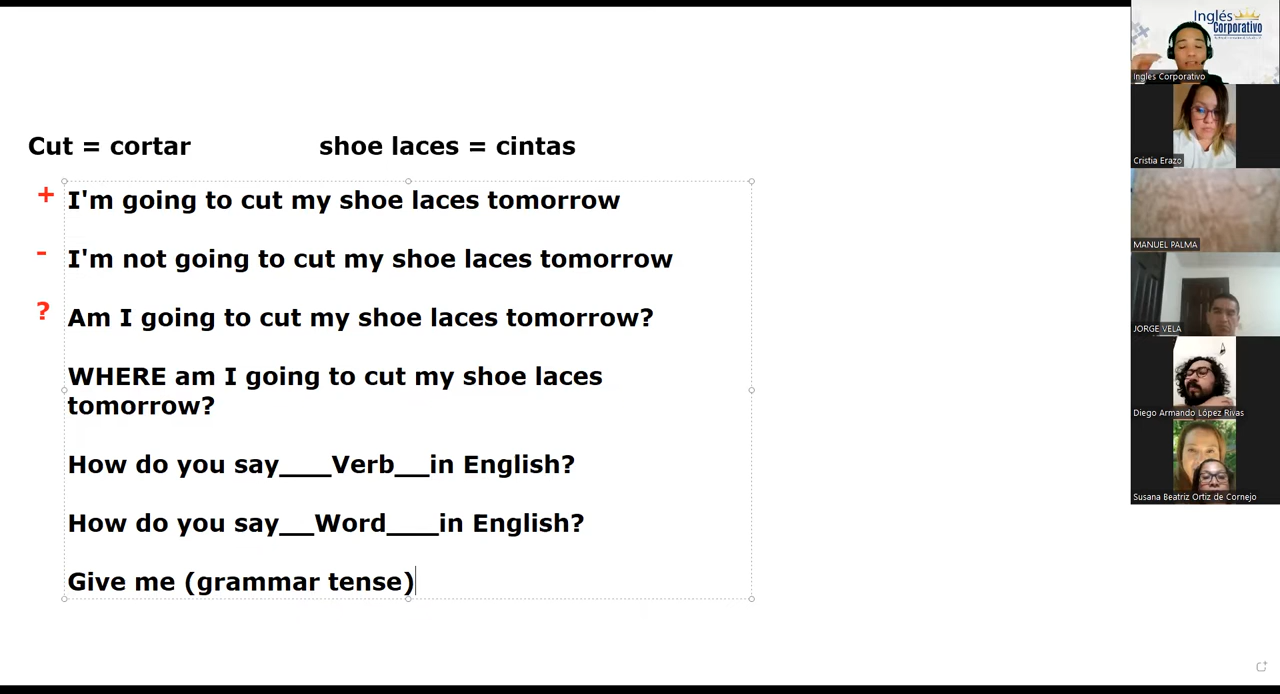 Cut = cortar
shoe laces = cintas
+ I'm going to cut my shoe laces tomorrow
- I'm not going to cut my shoe laces tomorrow
? Am I going to cut my shoe laces tomorrow?
WHERE am I going to cut my shoe laces
tomorrow?
How do you say___Verb__in English?
How do you say__Word___in English?
Give me (grammar tense)
Inglés
Corporativo
Ingles Corporativo
Cristia Erazo
MANUEL PALMA
JORGE VELA
Diego Armando López Rivas
Susana Beatriz Ortiz de Cornejo